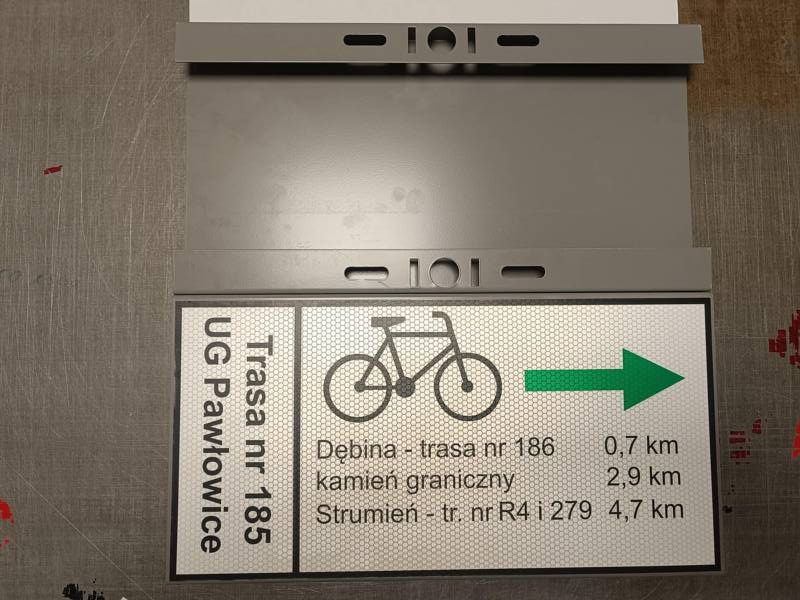 Trasa nr 185
UG Pawłowice
Dębina - trasa nr 186 0,7 km
kamień graniczny 2,9 km
Strumień - tr. nr R4 i 279 4,7 km